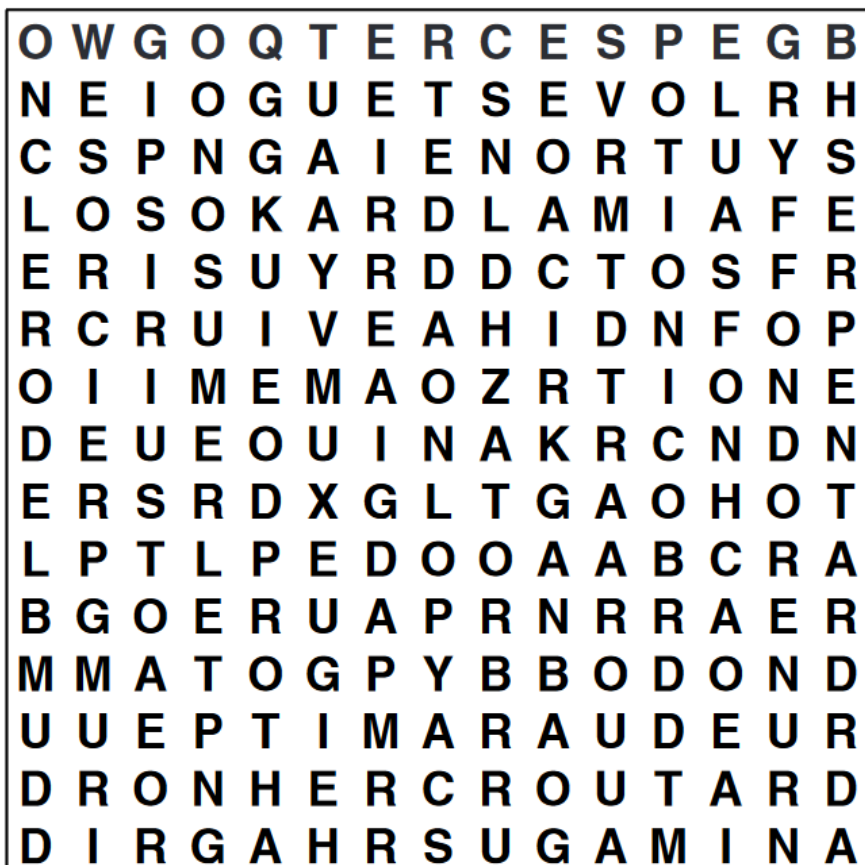 O W G O Q T E R C E S P E G B
N E I O G U E T S E V O L R H
C S P N G A I E N O R T U Y S
L O S O K A R D L A M I A F E
E R I S U Y R D D C T O S F R
R C R U I V E A H I D N F O P
O I I M E M A O Z R T I O N E
D E U E O U I N A K R C N D N
E R S R D X G L T G A O H O T
L P T L P E D O O A A B C R A
B G O E R U A P R N R R A E R
M M A T O G P Y B B O D O N D
U U E P T I M A R A U D E U R
D R O N H E R C R O U T A R D
D I R G A H R S U G A M I N A